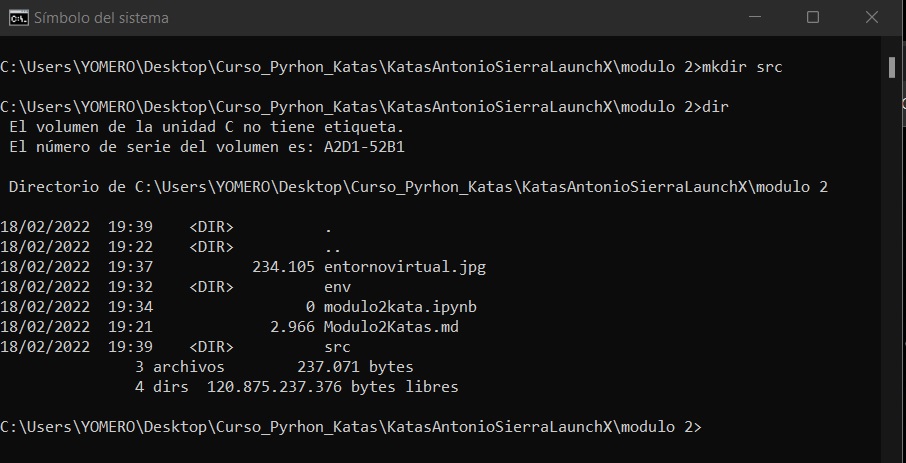 Símbolo del sistema
C:\Users\YOMERO\Desktop\Curso_Pyrhon_Katas\KatasAntonioSierraLaunchX\modulo 2>mkdir src
C:\Users\YOMERO\Desktop\Curso_Pyrhon_Katas\KatasAntonioSierraLaunchX\modulo 2>dir
 El volumen de la unidad C no tiene etiqueta.
 El número de serie del volumen es: A2D1-52B1
 Directorio de C:\Users\YOMERO\Desktop\Curso_Pyrhon_Katas\KatasAntonioSierraLaunchX\modulo 2
18/02/2022  19:39    <DIR>          .
18/02/2022  19:22    <DIR>          ..
18/02/2022  19:37           234.105 entornovirtual.jpg
18/02/2022  19:32    <DIR>          env
18/02/2022  19:34                 0 modulo2kata.ipynb
18/02/2022  19:21             2.966 Modulo2Katas.md
18/02/2022  19:39    <DIR>          src
               3 archivos        237.071 bytes
               4 dirs  120.875.237.376 bytes libres
C:\Users\YOMERO\Desktop\Curso_Pyrhon_Katas\KatasAntonioSierraLaunchX\modulo 2>